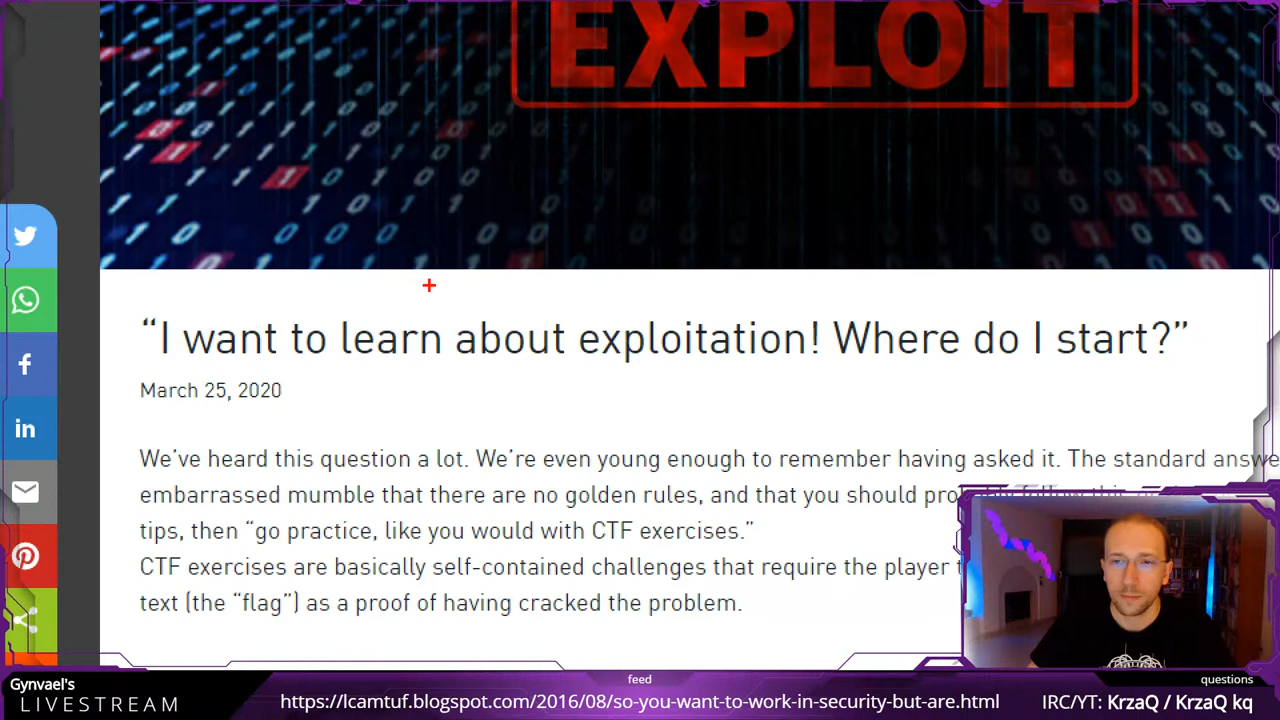 EXPLOIT
“I want to learn about exploitation! Where do I start?”
March 25, 2020
We’ve heard this question a lot. We’re even young enough to remember having asked it. The standard answe
embarrassed mumble that there are no golden rules, and that you should
tips, then “go practice, like you would with CTF exercises.”
CTF exercises are basically self-contained challenges that require the player
text (the “flag”) as a proof of having cracked the problem.
in
Gynvael's
LIVESTREAM
feed
https://lcamtuf.blogspot.com/2016/08/so-you-want-to-work-in-security-but-are.html
questions
IRC/YT: KrzaQ / KrzaQ kq